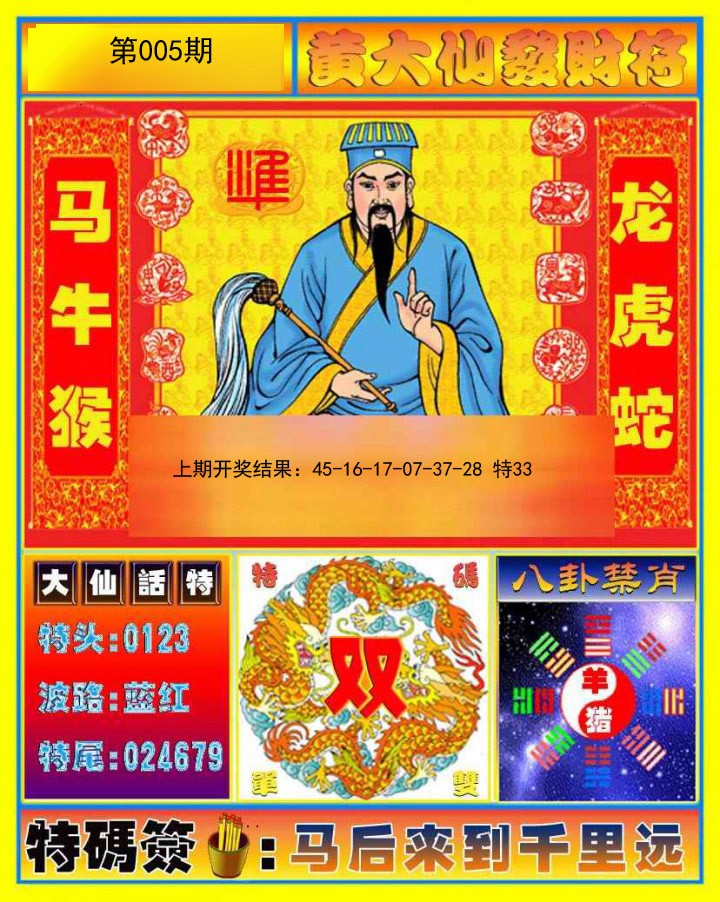 第005期
黄大仙發財符
马牛猴
龙虎蛇
上期开奖结果：45-16-17-07-37-28 特33
大仙話特
特头:0123
波路:蓝红
特尾:024679
特 碼
双
單 雙
八卦禁肖
羊
猪
特碼簽:马后来到千里远